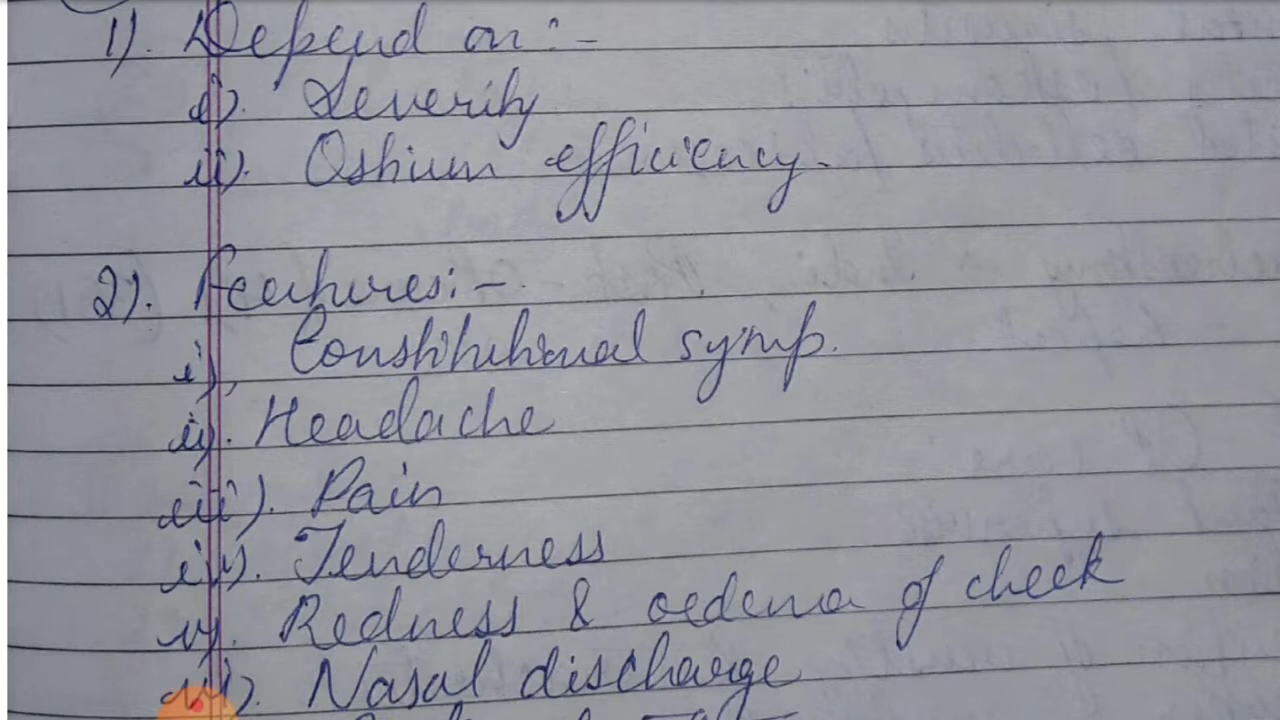 1). Depend on :-
i). Severity
ii). Ostium efficiency.
2). Features:-
i). Constitutional symp.
ii). Headache
iii). Pain
iv). Tenderness
v). Redness & oedema of cheek
vi). Nasal discharge